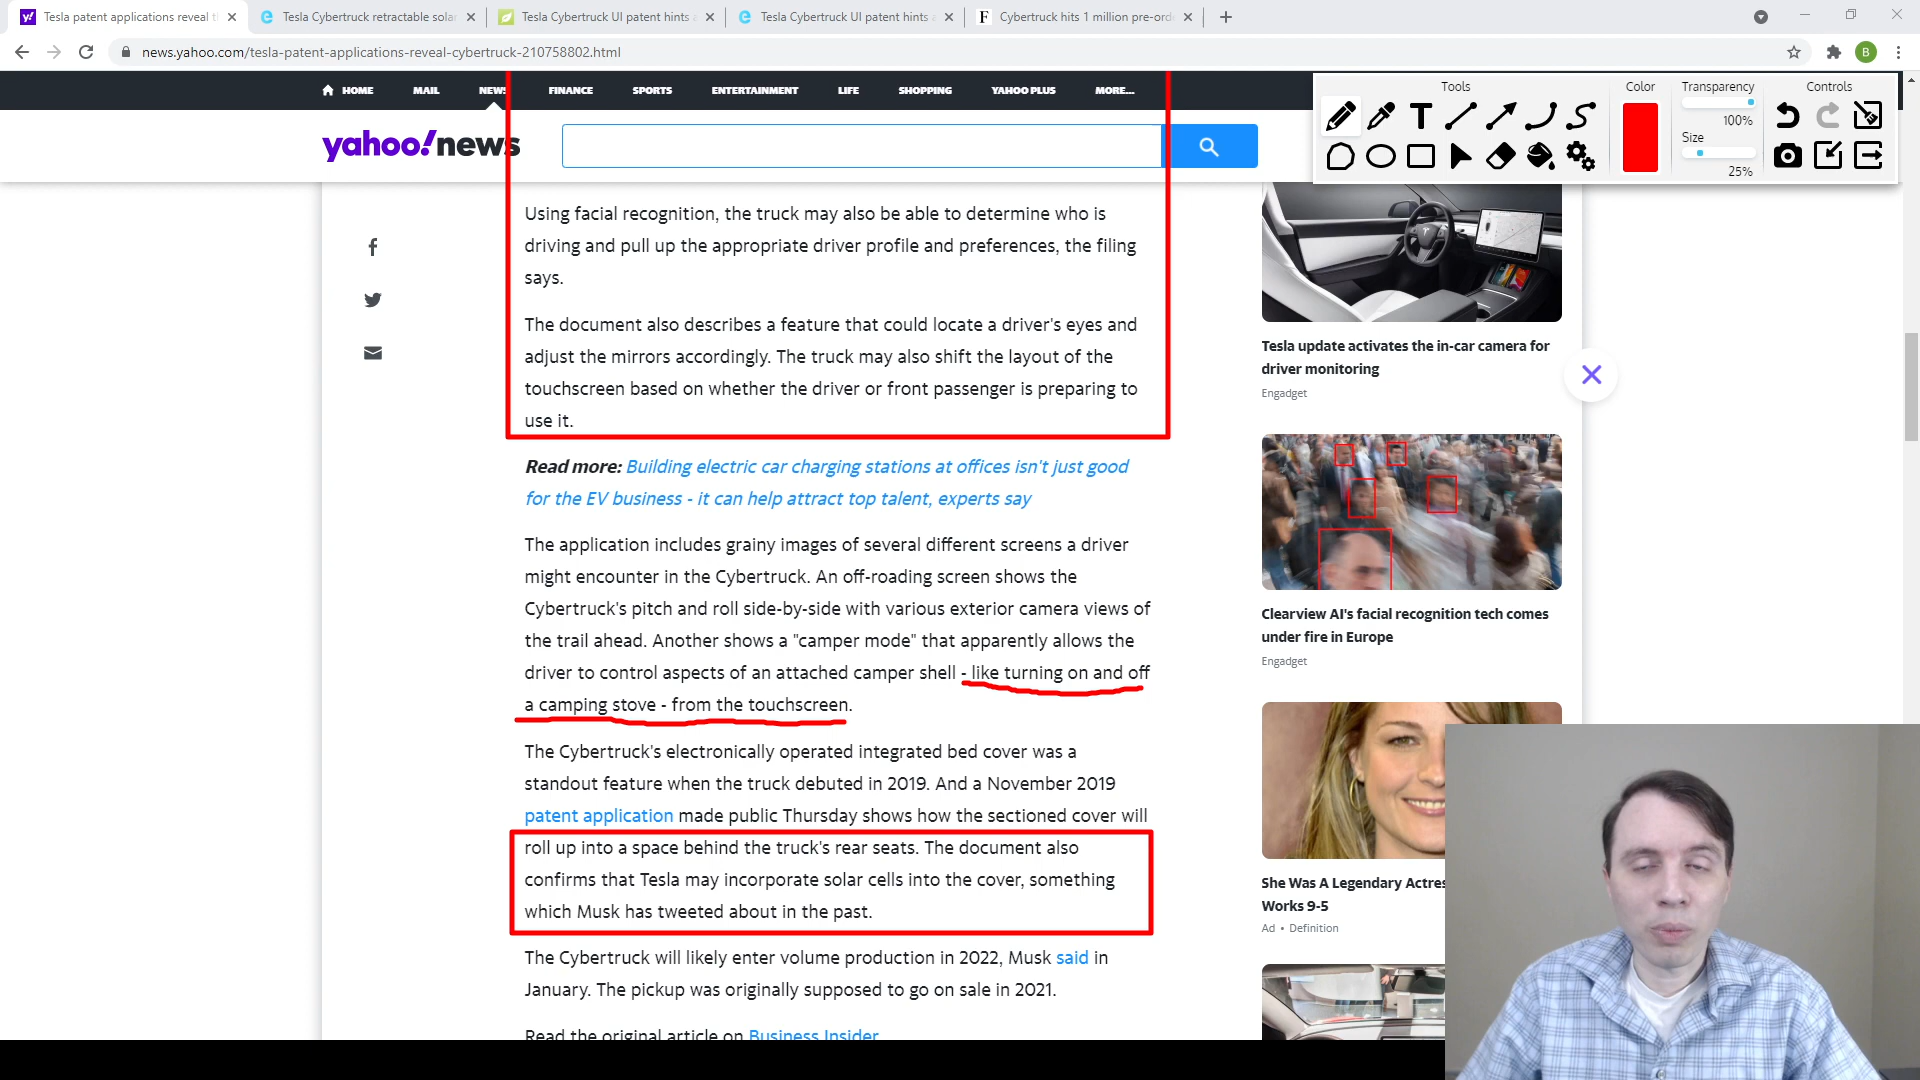 Tesla patent applications reveal t
Tesla Cybertruck retractable solar
Tesla Cybertruck UI patent hints a
Tesla Cybertruck UI patent hints a
Cybertruck hits 1 million pre-ord
news.yahoo.com/tesla-patent-applications-reveal-cybertruck-210758802.html
B
HOME MAIL NEWS FINANCE SPORTS ENTERTAINMENT LIFE SHOPPING YAHOO PLUS MORE...
Tools Color Transparency Controls
100%
Size
25%
yahoo!news
Using facial recognition, the truck may also be able to determine who is
driving and pull up the appropriate driver profile and preferences, the filing
says.
The document also describes a feature that could locate a driver's eyes and
adjust the mirrors accordingly. The truck may also shift the layout of the
touchscreen based on whether the driver or front passenger is preparing to
use it.
Read more: Building electric car charging stations at offices isn't just good
for the EV business - it can help attract top talent, experts say
The application includes grainy images of several different screens a driver
might encounter in the Cybertruck. An off-roading screen shows the
Cybertruck's pitch and roll side-by-side with various exterior camera views of
the trail ahead. Another shows a "camper mode" that apparently allows the
driver to control aspects of an attached camper shell - like turning on and off
a camping stove - from the touchscreen.
The Cybertruck's electronically operated integrated bed cover was a
standout feature when the truck debuted in 2019. And a November 2019
patent application made public Thursday shows how the sectioned cover will
roll up into a space behind the truck's rear seats. The document also
confirms that Tesla may incorporate solar cells into the cover, something
which Musk has tweeted about in the past.
The Cybertruck will likely enter volume production in 2022, Musk said in
January. The pickup was originally supposed to go on sale in 2021.
Read the original article on Business Insider
Tesla update activates the in-car camera for
driver monitoring
Engadget
Clearview AI's facial recognition tech comes
under fire in Europe
Engadget
She Was A Legendary Actres
Works 9-5
Ad • Definition